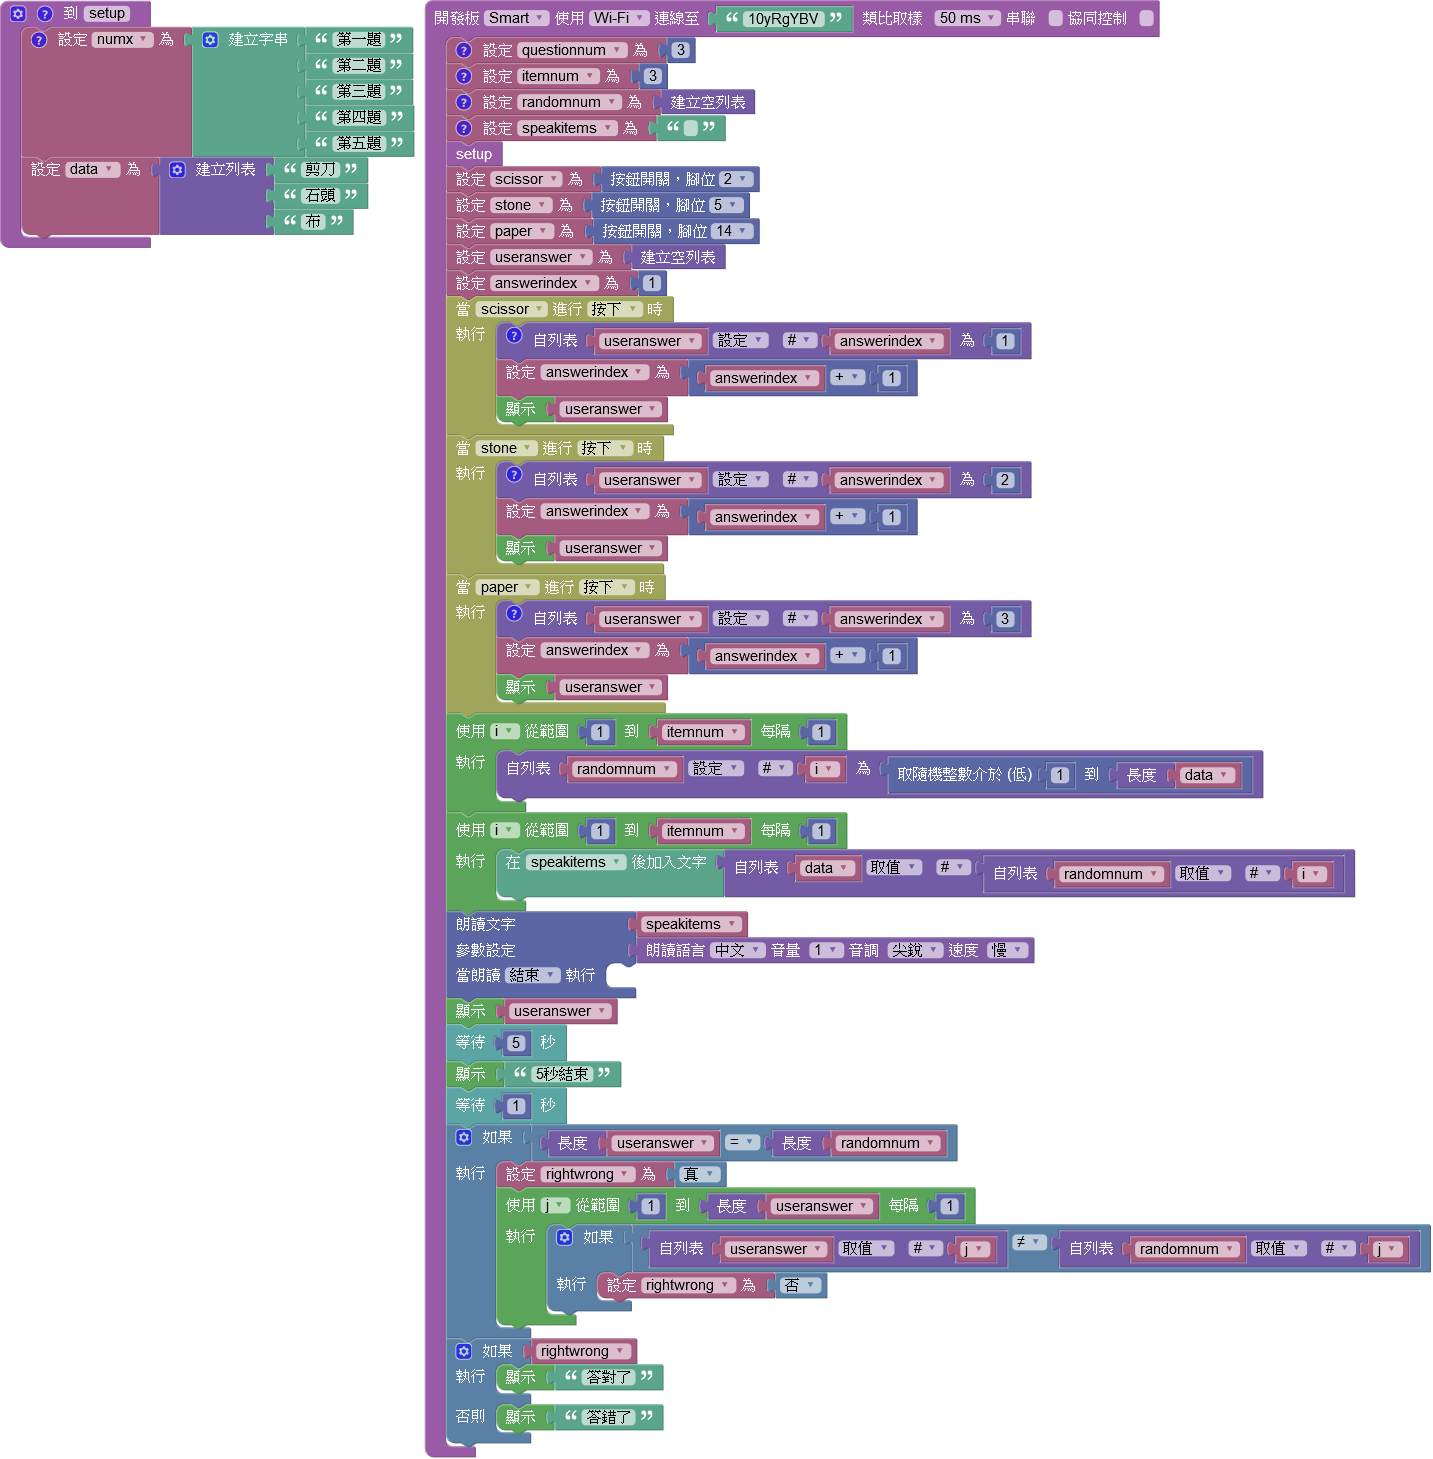 到 setup
設定 numx 為 建立字串 “ 第一題 ”
“ 第二題 ”
“ 第三題 ”
“ 第四題 ”
“ 第五題 ”
設定 data 為 建立列表 “ 剪刀 ”
“ 石頭 ”
“ 布 ”
開發板 Smart 使用 Wi-Fi 連線至 “ 10yRgYBV ” 類比取樣 50 ms 串聯 協同控制
設定 questionnum 為 3
設定 itemnum 為 3
設定 randomnum 為 建立空列表
設定 speakitems 為 “ ”
setup
設定 scissor 為 按鈕開關，腳位 2
設定 stone 為 按鈕開關，腳位 5
設定 paper 為 按鈕開關，腳位 14
設定 useranswer 為 建立空列表
設定 answerindex 為 1
當 scissor 進行 按下 時
執行 自列表 useranswer 設定 # answerindex 為 1
設定 answerindex 為 answerindex + 1
顯示 useranswer
當 stone 進行 按下 時
執行 自列表 useranswer 設定 # answerindex 為 2
設定 answerindex 為 answerindex + 1
顯示 useranswer
當 paper 進行 按下 時
執行 自列表 useranswer 設定 # answerindex 為 3
設定 answerindex 為 answerindex + 1
顯示 useranswer
使用 i 從範圍 1 到 itemnum 每隔 1
執行 自列表 randomnum 設定 # i 為 取隨機整數介於 (低) 1 到 長度 data
使用 i 從範圍 1 到 itemnum 每隔 1
執行 在 speakitems 後加入文字 自列表 data 取值 # 自列表 randomnum 取值 # i
朗讀文字 speakitems
參數設定 朗讀語言 中文 音量 1 音調 尖銳 速度 慢
當朗讀 結束 執行
顯示 useranswer
等待 5 秒
顯示 “ 5秒結束 ”
等待 1 秒
如果 長度 useranswer = 長度 randomnum
執行 設定 rightwrong 為 真
使用 j 從範圍 1 到 長度 useranswer 每隔 1
執行 如果 自列表 useranswer 取值 # j ≠ 自列表 randomnum 取值 # j
執行 設定 rightwrong 為 否
如果 rightwrong
執行 顯示 “ 答對了 ”
否則 顯示 “ 答錯了 ”